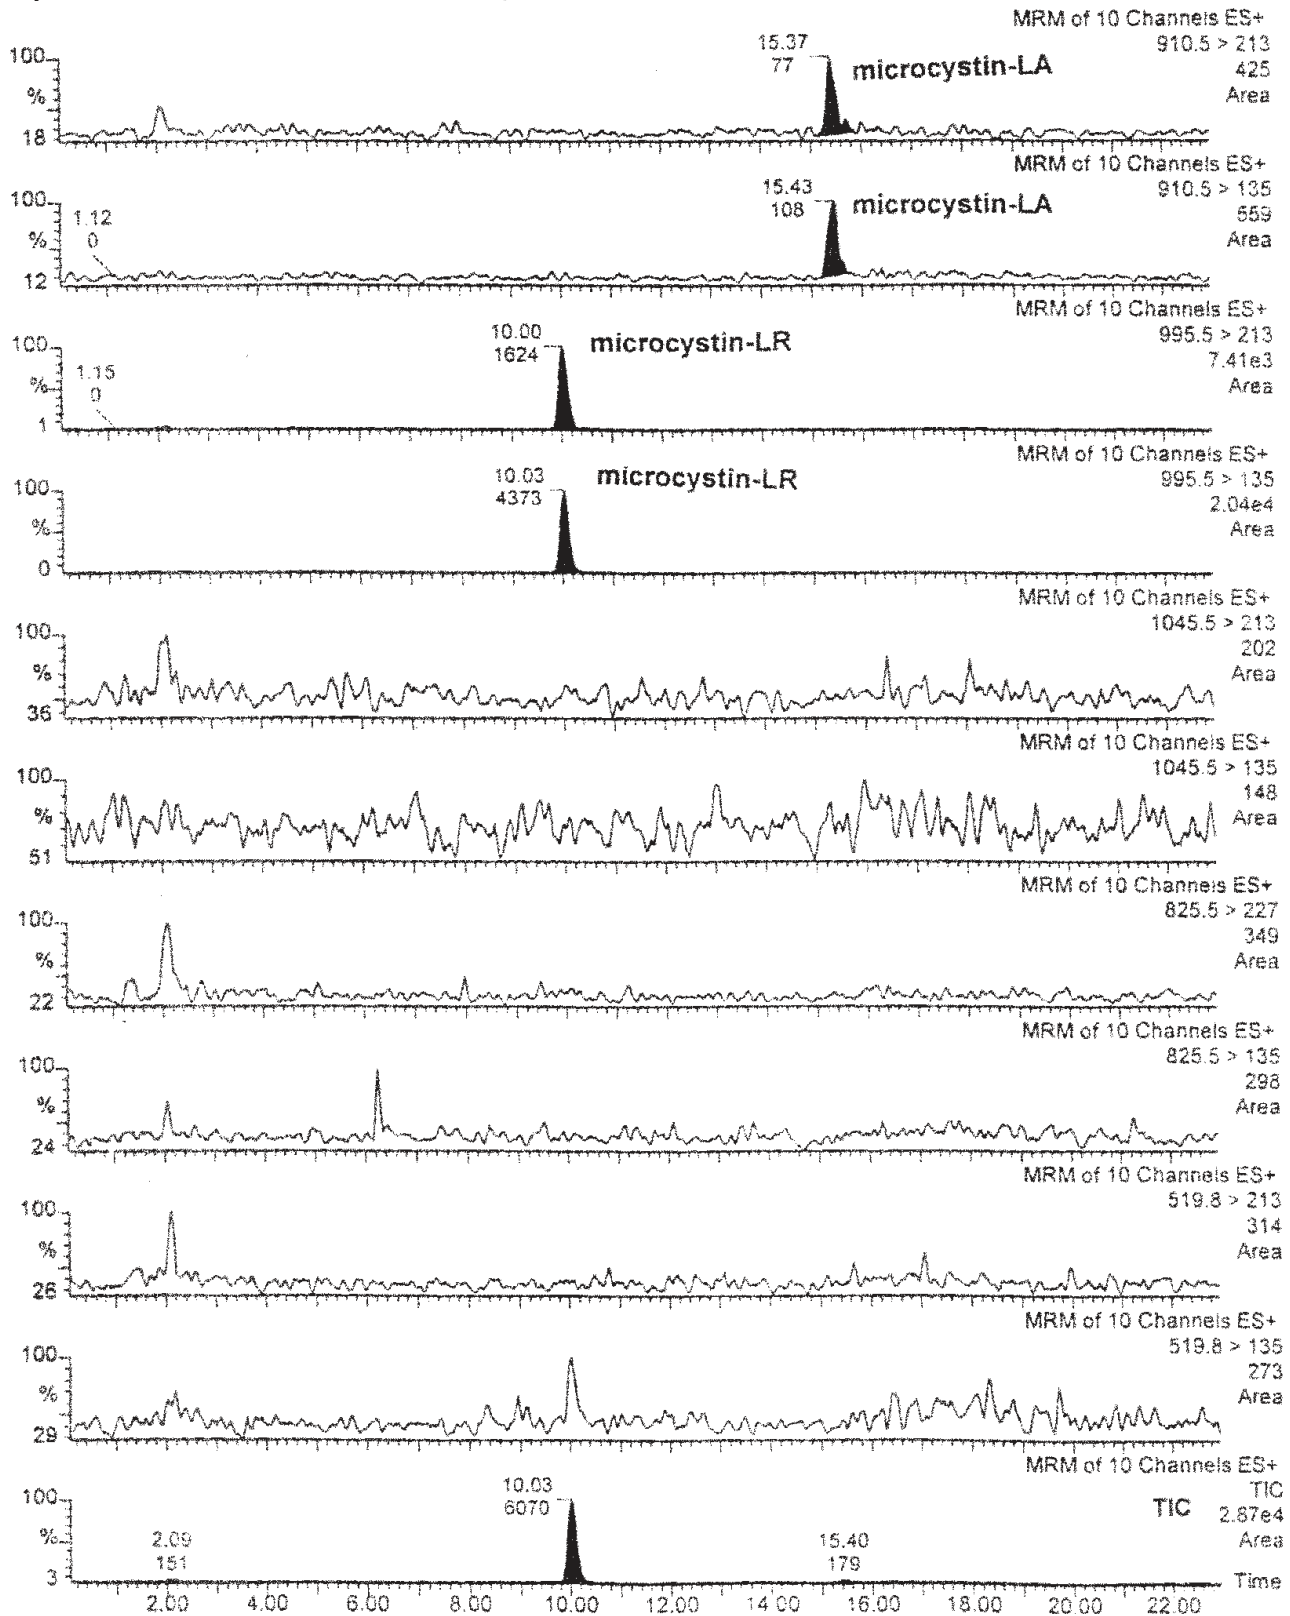 MRM of 10 Channels ES+
910.5 > 213
425
Area
15.37
77
microcystin-LA
100
%
18
MRM of 10 Channels ES+
910.5 > 135
559
Area
15.43
108
microcystin-LA
1.12
0
100
%
12
MRM of 10 Channels ES+
995.5 > 213
7.41e3
Area
10.00
1624
microcystin-LR
1.15
0
100
%
1
MRM of 10 Channels ES+
995.5 > 135
2.04e4
Area
10.03
4373
microcystin-LR
100
%
0
MRM of 10 Channels ES+
1045.5 > 213
202
Area
100
%
36
MRM of 10 Channels ES+
1045.5 > 135
148
Area
100
%
51
MRM of 10 Channels ES+
825.5 > 227
349
Area
100
%
22
MRM of 10 Channels ES+
825.5 > 135
298
Area
100
%
24
MRM of 10 Channels ES+
519.8 > 213
314
Area
100
%
26
MRM of 10 Channels ES+
519.8 > 135
273
Area
100
%
29
MRM of 10 Channels ES+
TIC
2.87e4
Area
TIC
10.03
6070
2.09
151
15.40
179
100
%
3
Time
2.00 4.00 6.00 8.00 10.00 12.00 14.00 16.00 18.00 20.00 22.00